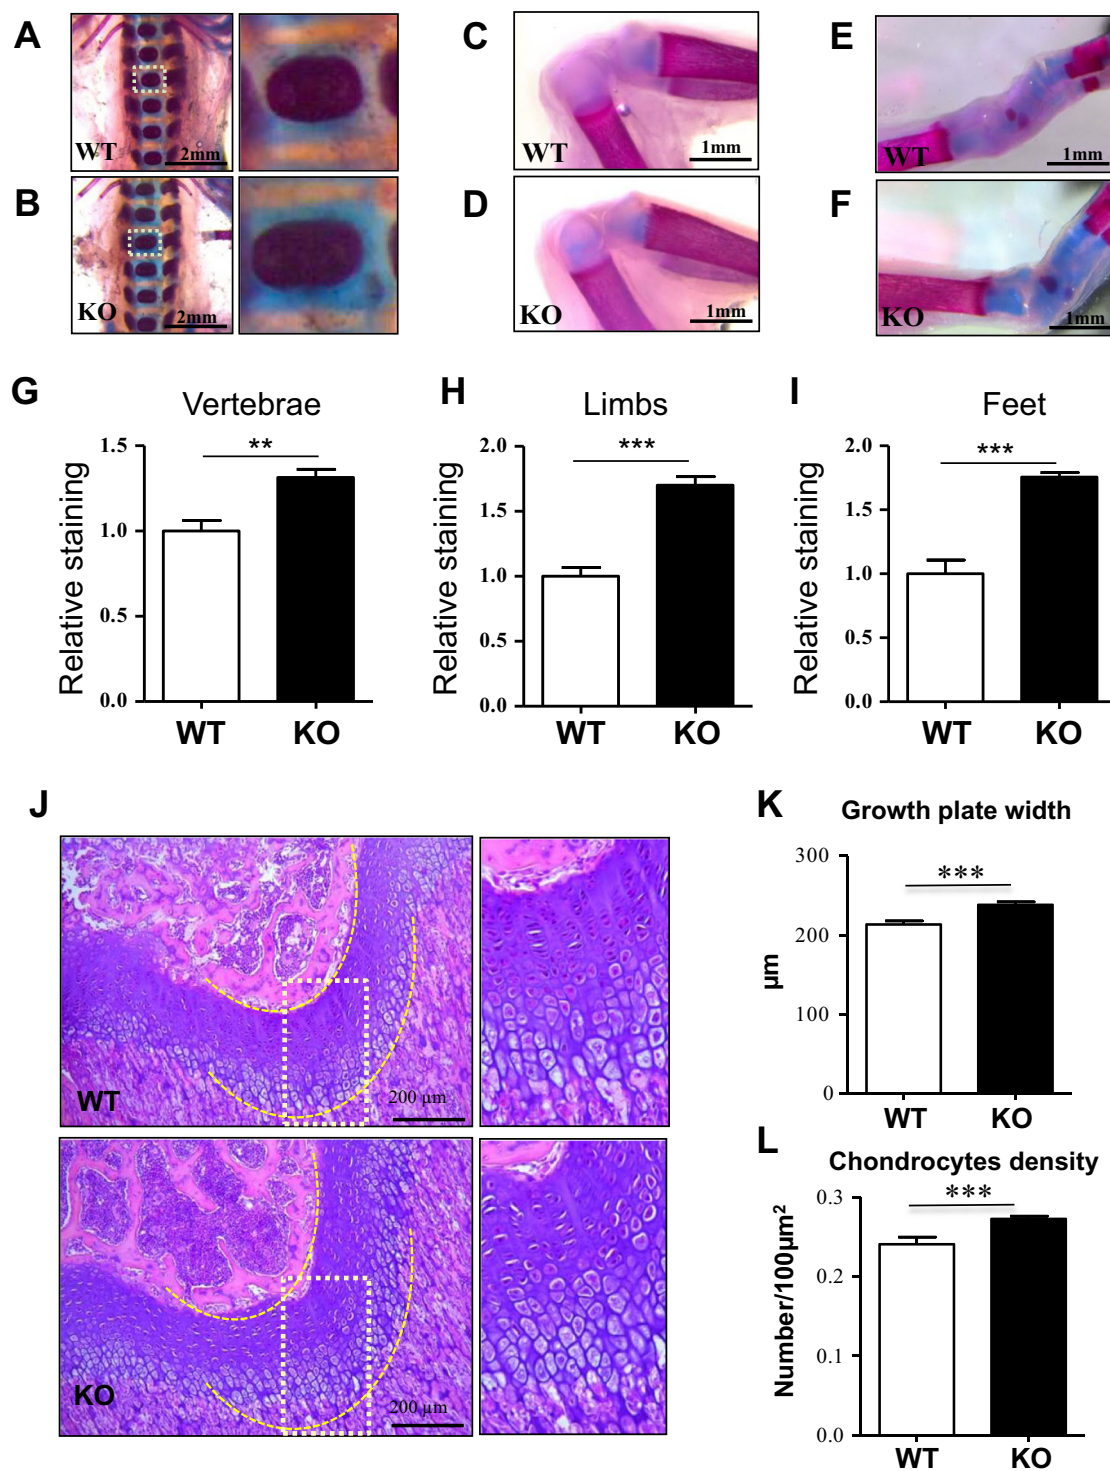 A
WT
2mm
B
KO
2mm
C
WT
1mm
D
KO
1mm
E
WT
1mm
F
KO
1mm
G
Vertebrae
**
Relative staining
1.5
1.0
0.5
0.0
WT KO
H
Limbs
***
Relative staining
2.0
1.5
1.0
0.5
0.0
WT KO
I
Feet
***
Relative staining
2.0
1.5
1.0
0.5
0.0
WT KO
J
WT
200 µm
KO
200 µm
K
Growth plate width
***
µm
300
200
100
0
WT KO
L
Chondrocytes density
***
Number/100µm²
0.3
0.2
0.1
0.0
WT KO